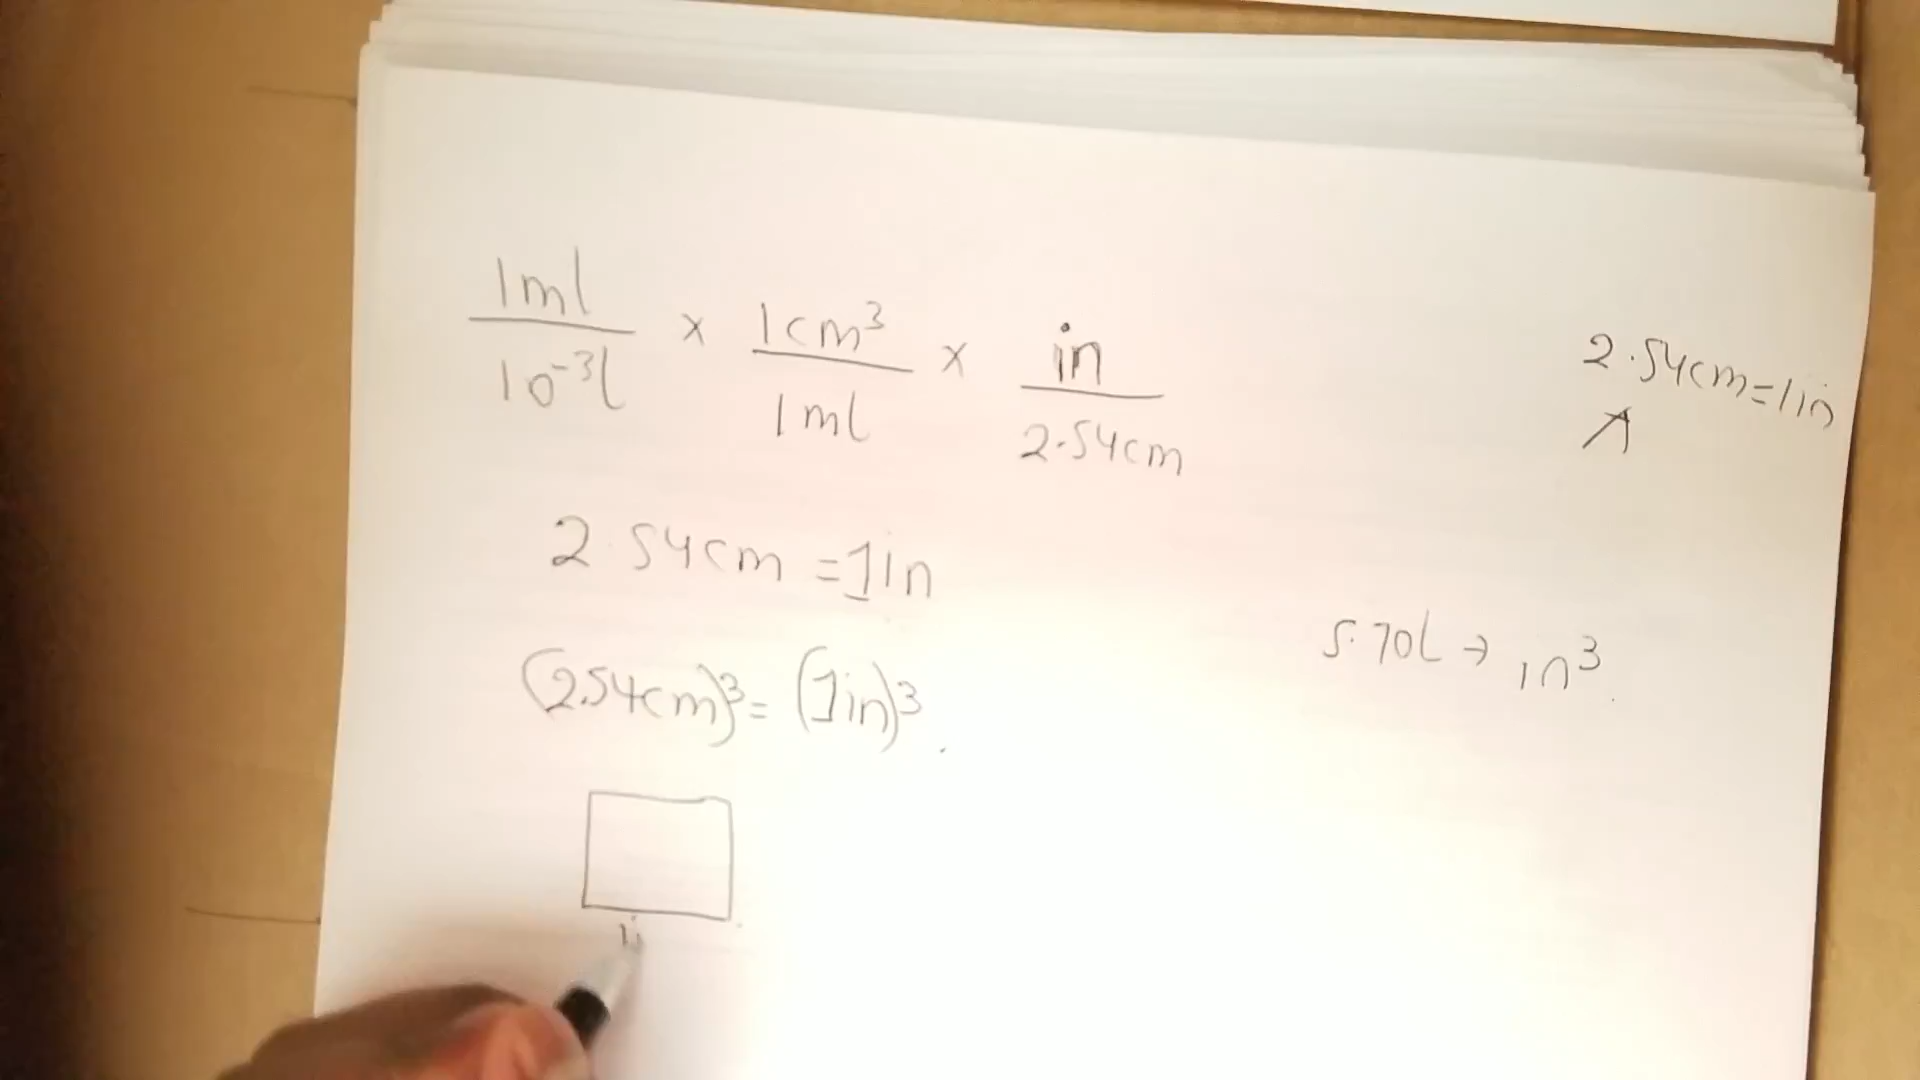 1ml/10⁻³l × 1cm³/1ml × in/2.54cm
2.54cm=1in
2.54cm=1in
(2.54cm)³=(1in)³.
5.70l → in³.